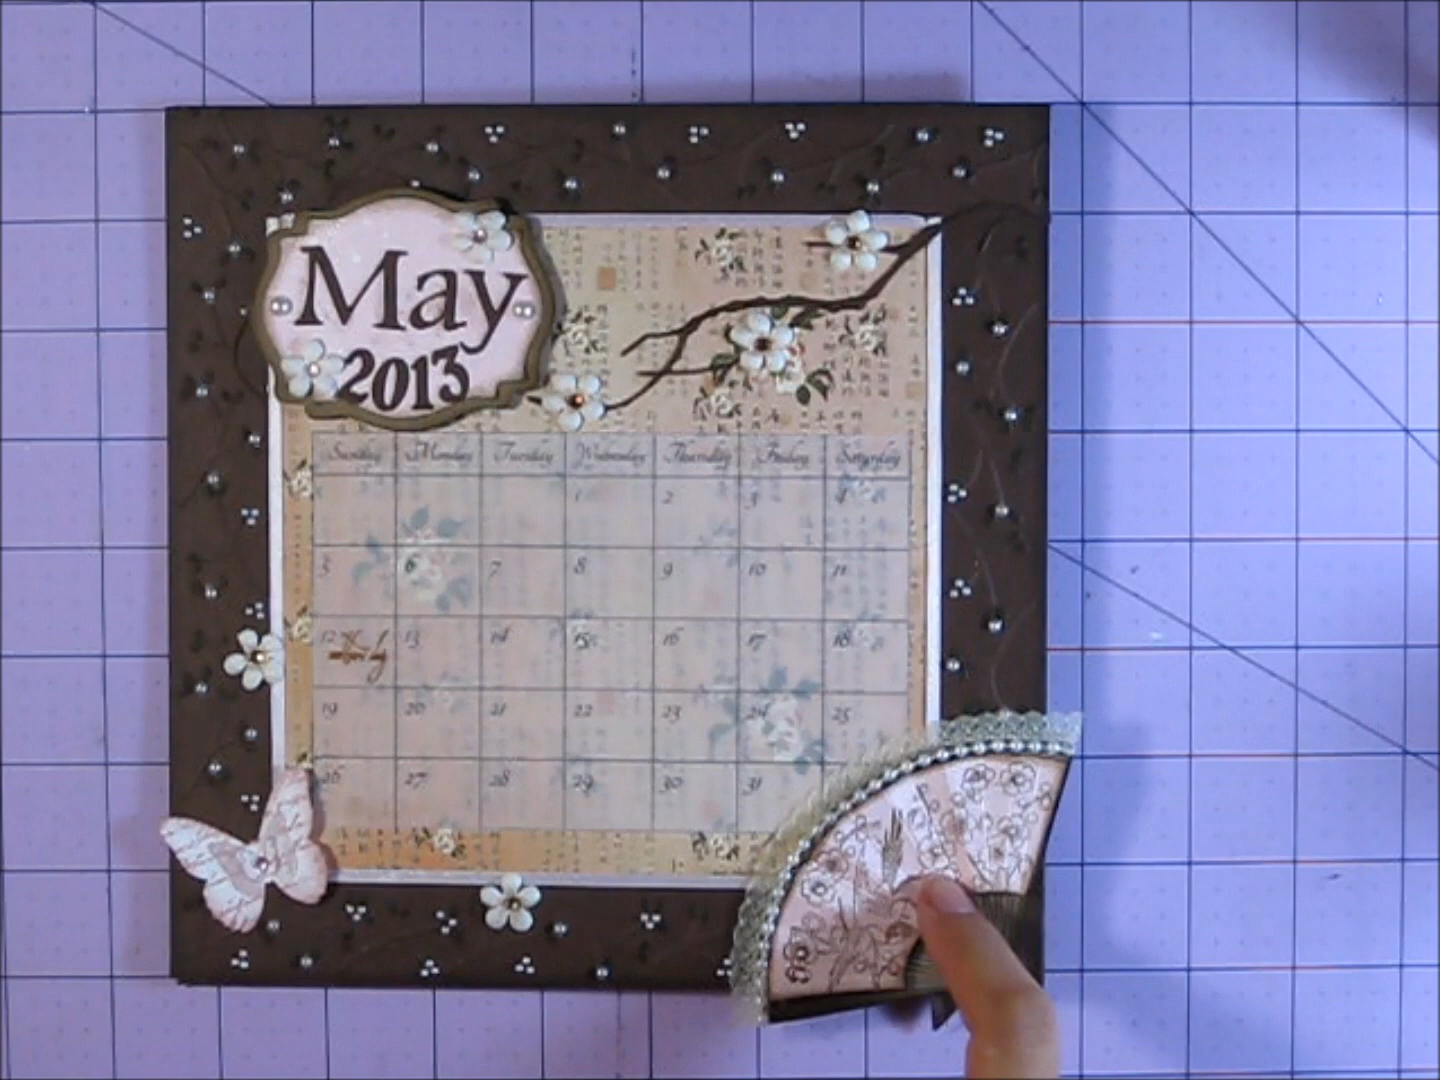 May
2013
Sunday Monday Tuesday Wednesday Thursday Friday Saturday
1 2 3 4
5 6 7 8 9 10 11
12 13 14 15 16 17 18
19 20 21 22 23 24 25
26 27 28 29 30 31